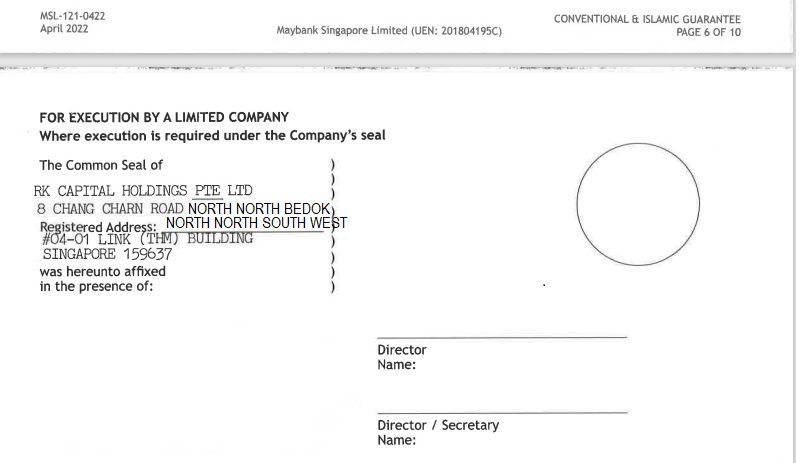 MSL-121-0422
April 2022
Maybank Singapore Limited (UEN: 201804195C)
CONVENTIONAL & ISLAMIC GUARANTEE
PAGE 6 OF 10
FOR EXECUTION BY A LIMITED COMPANY
Where execution is required under the Company's seal
The Common Seal of )
)
RK CAPITAL HOLDINGS PTE LTD )
8 CHANG CHARN ROAD NORTH NORTH BEDOK )
Registered Address: NORTH NORTH SOUTH WEST )
#04-01 LINK (THM) BUILDING )
SINGAPORE 159637 )
was hereunto affixed )
in the presence of: )
Director
Name:
Director / Secretary
Name: